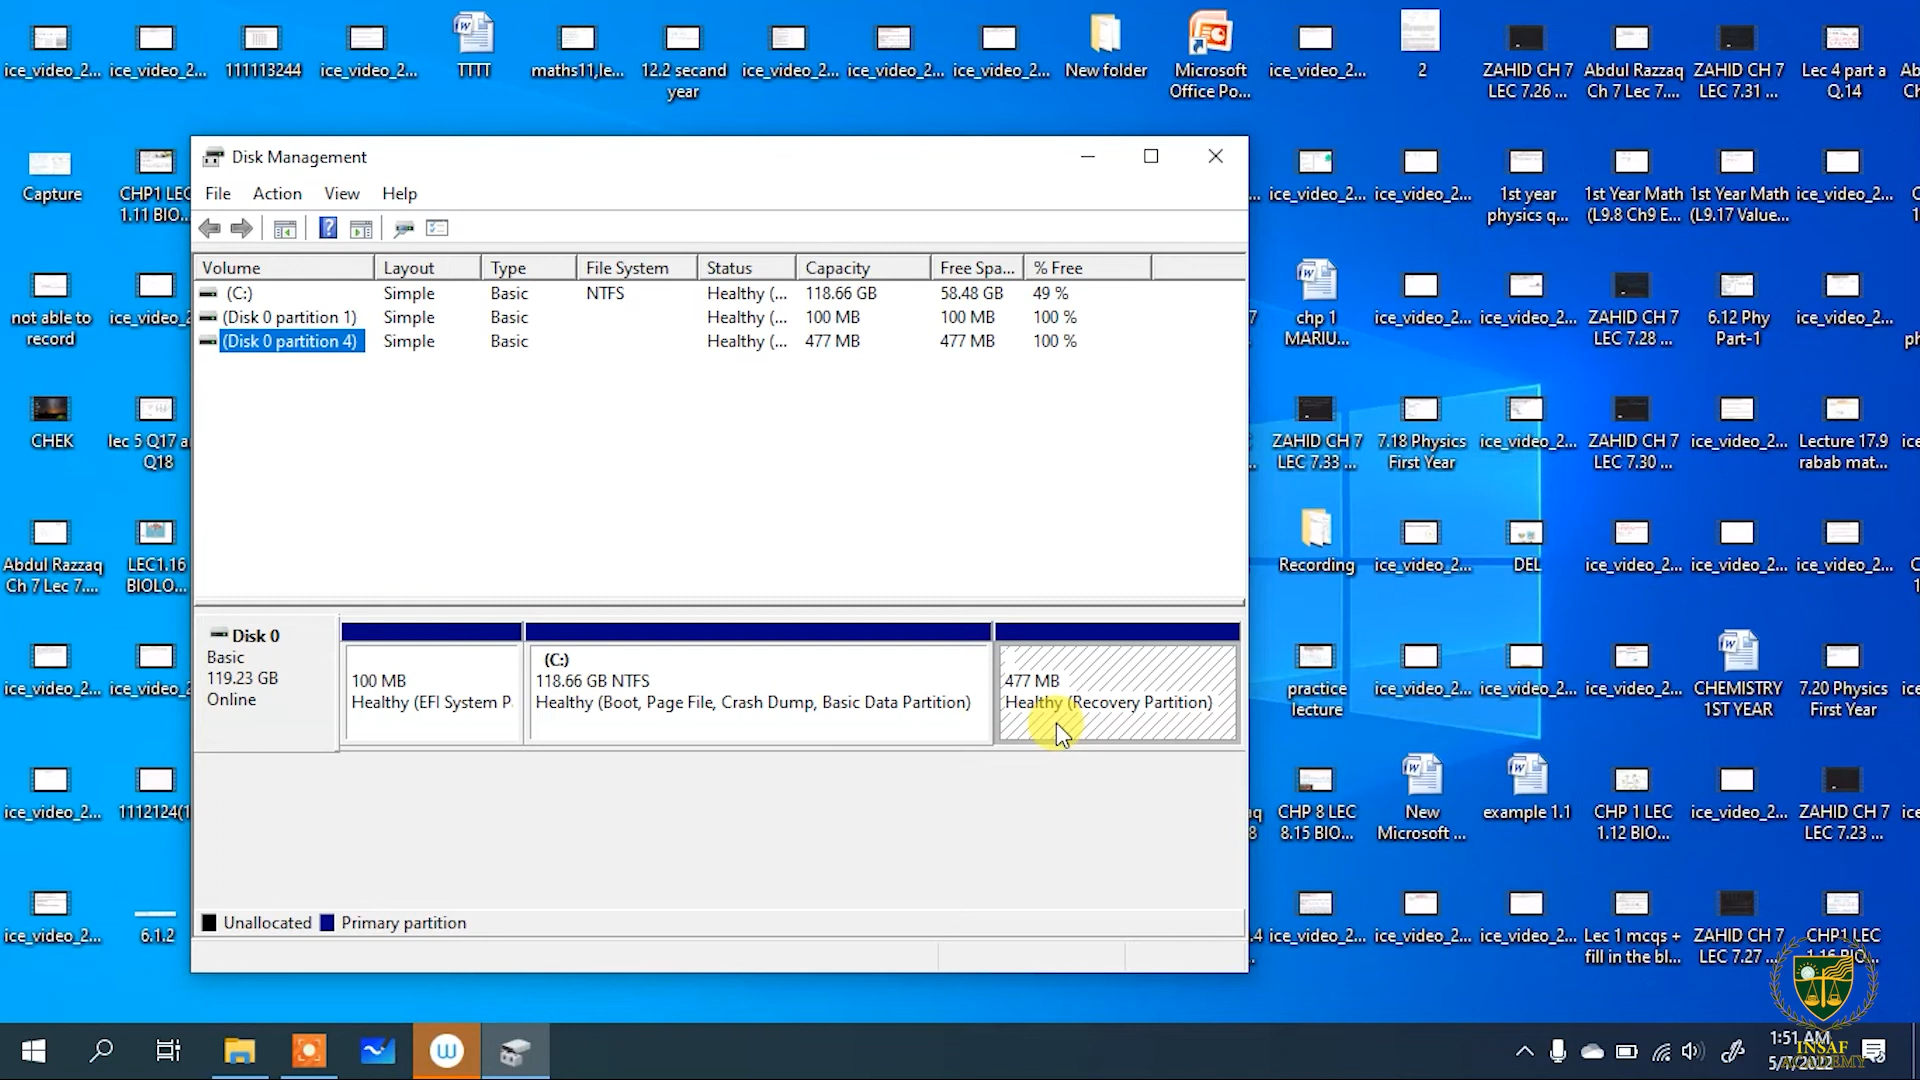 ice_video_2...
ice_video_2...
111113244
ice_video_2...
TTTT
maths11,le...
12.2 secand
year
ice_video_2...
ice_video_2...
ice_video_2...
New folder
Microsoft
Office Po...
ice_video_2...
2
ZAHID CH 7
LEC 7.26 ...
Abdul Razzaq
Ch 7 Lec 7....
ZAHID CH 7
LEC 7.31 ...
Lec 4 part a
Q.14
Capture
CHP1 LEC
1.11 BIO...
ice_video_2...
ice_video_2...
1st year
physics q...
1st Year Math
(L9.8 Ch9 E...
1st Year Math
(L9.17 Value...
ice_video_2...
not able to
record
ice_video_2
chp 1
MARIU...
ice_video_2...
ice_video_2...
ZAHID CH 7
LEC 7.28 ...
6.12 Phy
Part-1
ice_video_2...
CHEK
lec 5 Q17 a
Q18
ZAHID CH 7
LEC 7.33 ...
7.18 Physics
First Year
ice_video_2...
ZAHID CH 7
LEC 7.30 ...
ice_video_2...
Lecture 17.9
rabab mat...
Abdul Razzaq
Ch 7 Lec 7....
LEC1.16
BIOLO...
Recording
ice_video_2...
DEL
ice_video_2...
ice_video_2...
ice_video_2...
ice_video_2...
ice_video_2
practice
lecture
ice_video_2...
ice_video_2...
ice_video_2...
CHEMISTRY
1ST YEAR
7.20 Physics
First Year
ice_video_2...
1112124(1
CHP 8 LEC
8.15 BIO...
New
Microsoft ...
example 1.1
CHP 1 LEC
1.12 BIO...
ice_video_2...
ZAHID CH 7
LEC 7.23 ...
ice_video_2...
6.1.2
ice_video_2...
ice_video_2...
ice_video_2...
Lec 1 mcqs +
fill in the bl...
ZAHID CH 7
LEC 7.27 ...
CHP1 LEC
1.16 BIO...
Disk Management
File Action View Help
Volume Layout Type File System Status Capacity Free Spa... % Free
(C:) Simple Basic NTFS Healthy (... 118.66 GB 58.48 GB 49 %
(Disk 0 partition 1) Simple Basic Healthy (... 100 MB 100 MB 100 %
(Disk 0 partition 4) Simple Basic Healthy (... 477 MB 477 MB 100 %
Disk 0
Basic
119.23 GB
Online
100 MB
Healthy (EFI System P
(C:)
118.66 GB NTFS
Healthy (Boot, Page File, Crash Dump, Basic Data Partition)
477 MB
Healthy (Recovery Partition)
Unallocated Primary partition
1:51 AM
5/7/2022
INSAF
ACADEMY